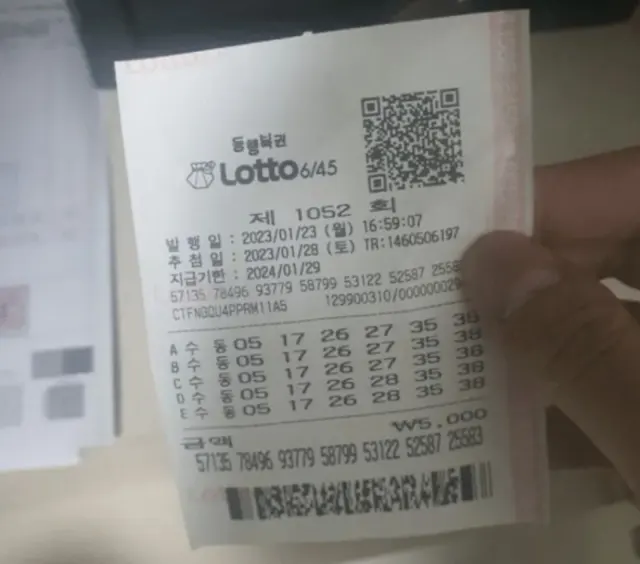 동행복권
Lotto 6/45
제 1052 회
발 행 일 : 2023/01/23 (월) 16:59:07
추 첨 일 : 2023/01/28 (토) TR:1460506197
지급기한 : 2024/01/29
57135 78496 93779 58799 53122 52587 2558
129900310/000000029
A 수 동 05 17 26 27 35 38
B 수 동 05 17 26 27 35 38
C 수 동 05 17 26 27 35 38
D 수 동 05 17 26 28 35 38
E 수 동 05 17 26 28 35 38
금액 ₩5,000
57135 78496 93779 58799 53122 52587 25583